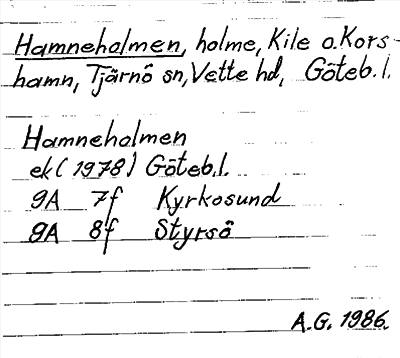 Hamneholmen, holme, Kile o. Kors-
hamn, Tjärnö sn, Vette hd, Göteb. l.
Hamneholmen
ek (1978) Göteb. l.
9A 7f Kyrkosund
9A 8f Styrsö
A.G. 1986.